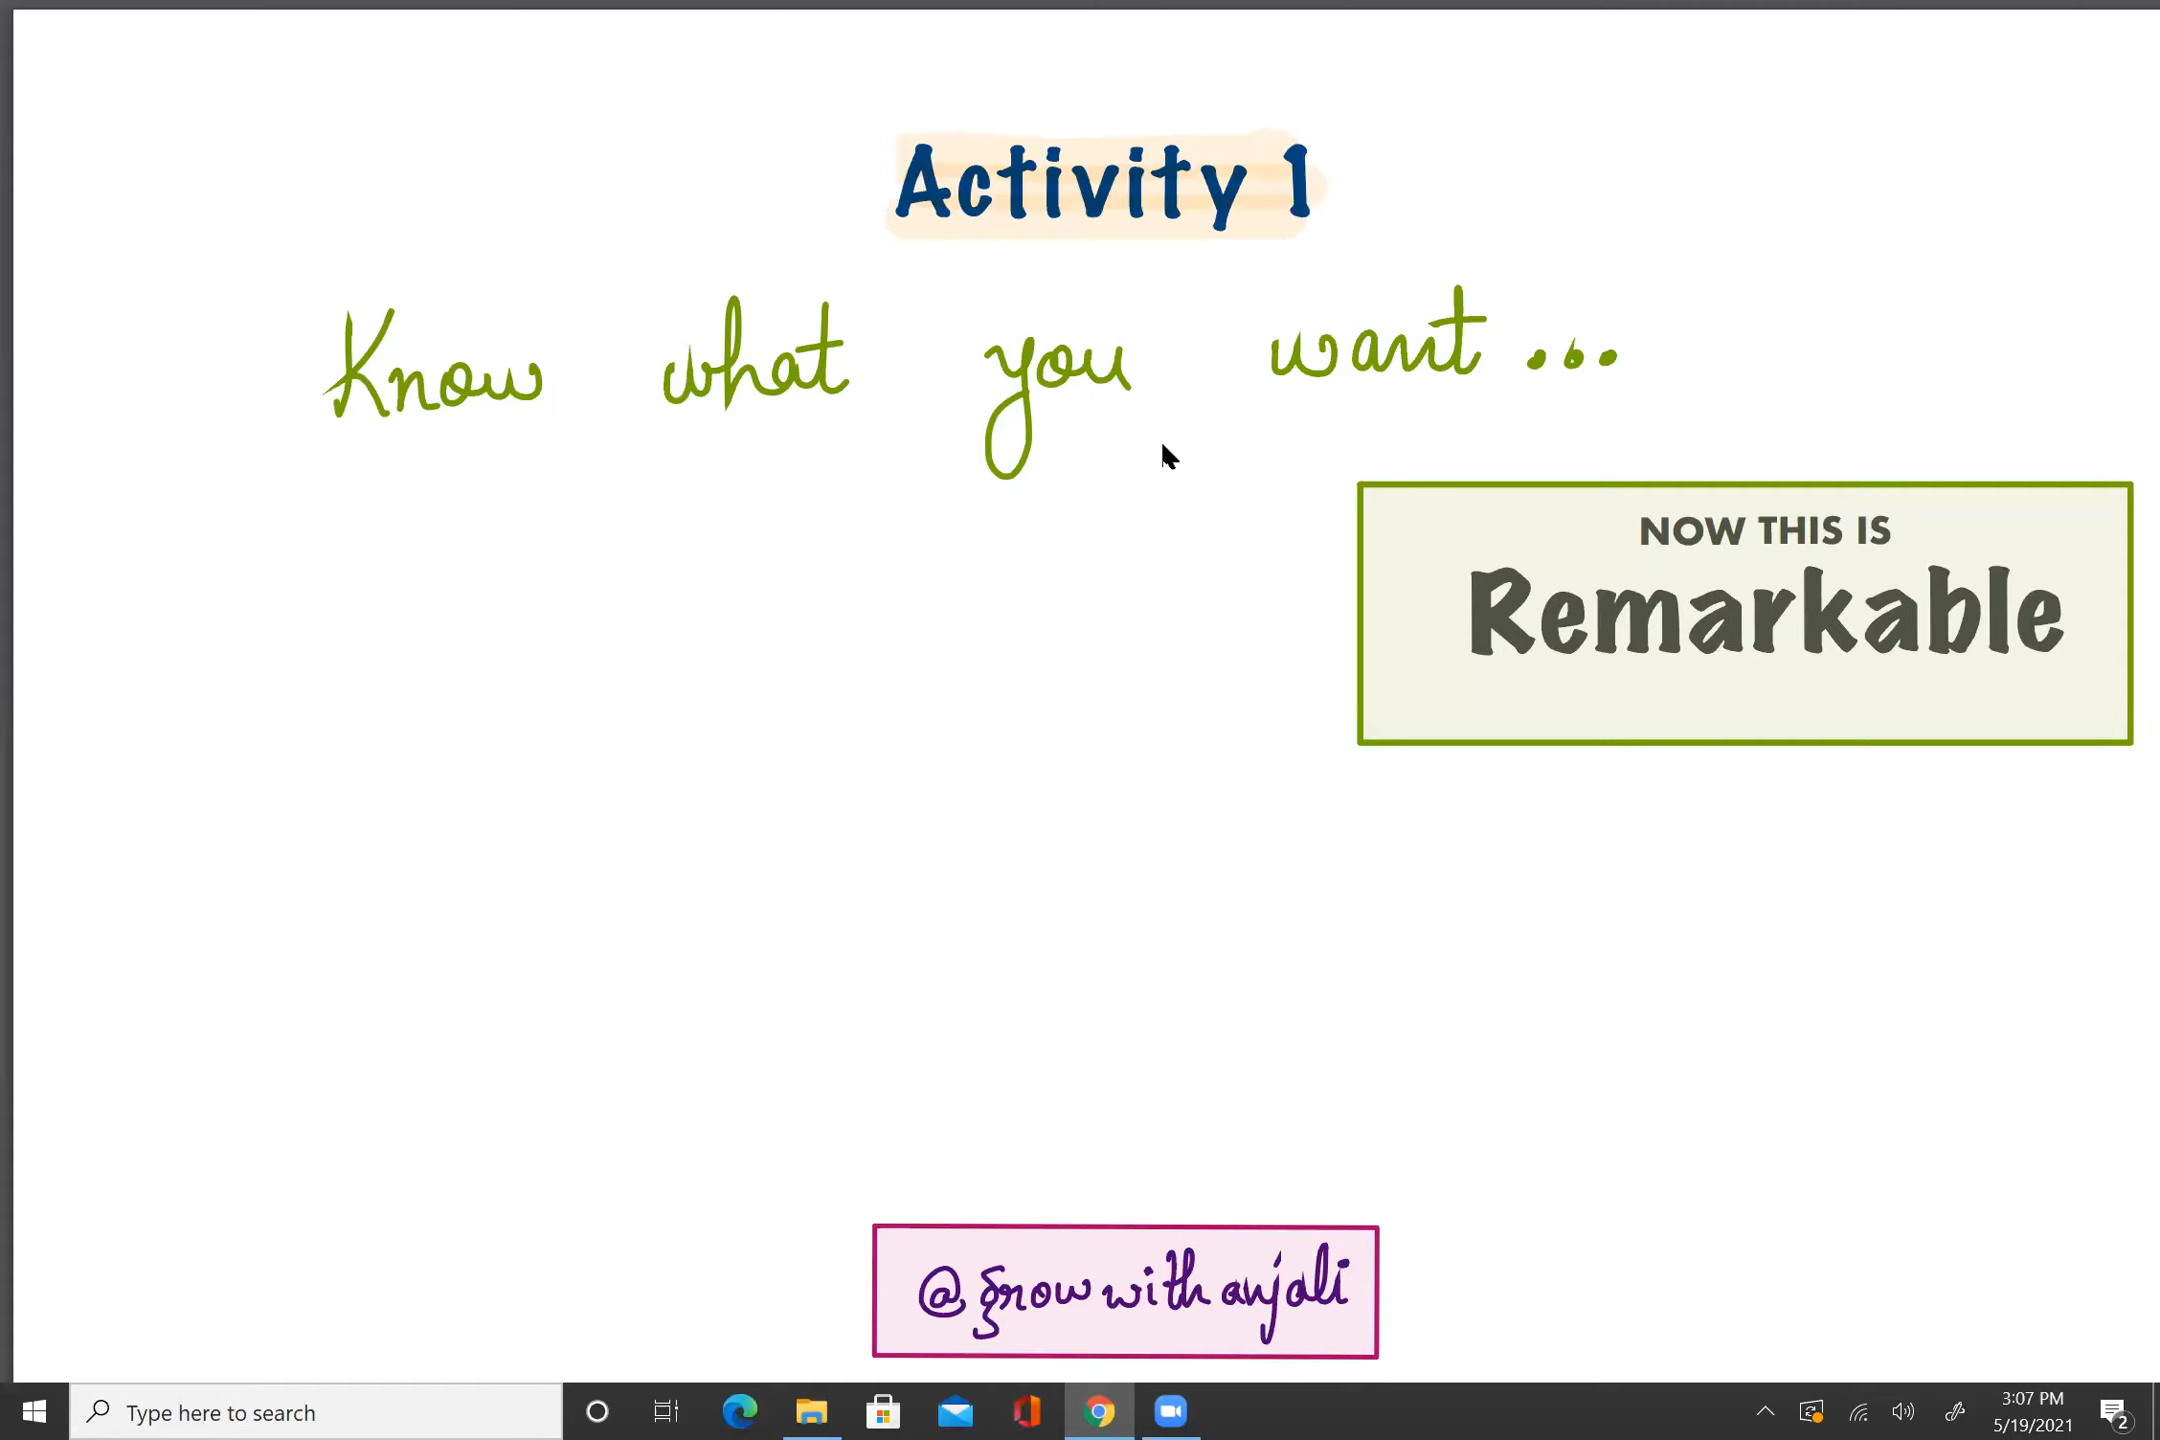 Activity 1
Know what you want...
NOW THIS IS
Remarkable
@growwithanjali
Type here to search
3:07 PM
5/19/2021
2